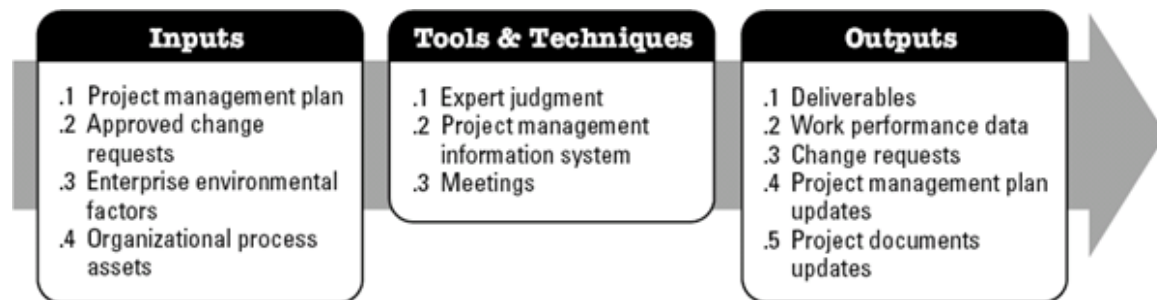 Inputs
.1 Project management plan
.2 Approved change
requests
.3 Enterprise environmental
factors
.4 Organizational process
assets
Tools & Techniques
.1 Expert judgment
.2 Project management
information system
.3 Meetings
Outputs
.1 Deliverables
.2 Work performance data
.3 Change requests
.4 Project management plan
updates
.5 Project documents
updates